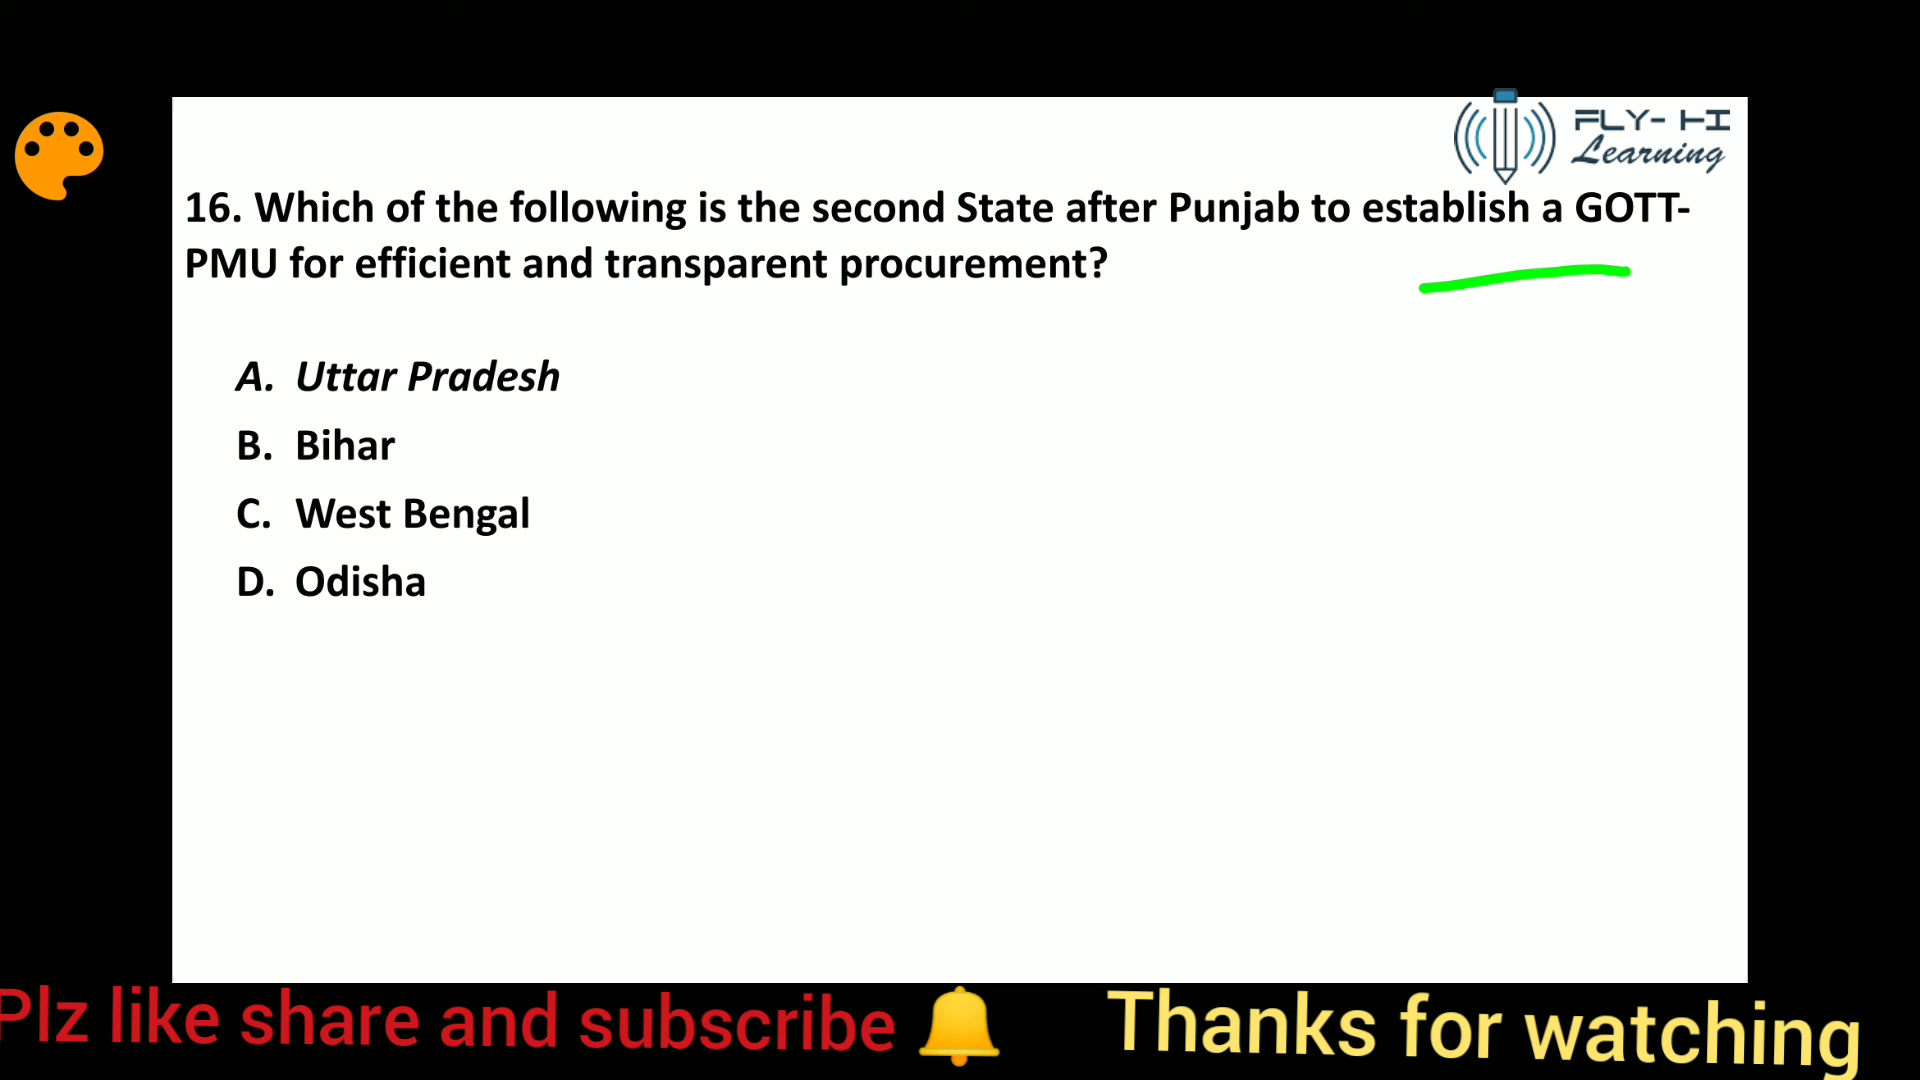 FLY-HI
Learning
16. Which of the following is the second State after Punjab to establish a GOTT-
PMU for efficient and transparent procurement?
A. Uttar Pradesh
B. Bihar
C. West Bengal
D. Odisha
Plz like share and subscribe 🔔 Thanks for watching